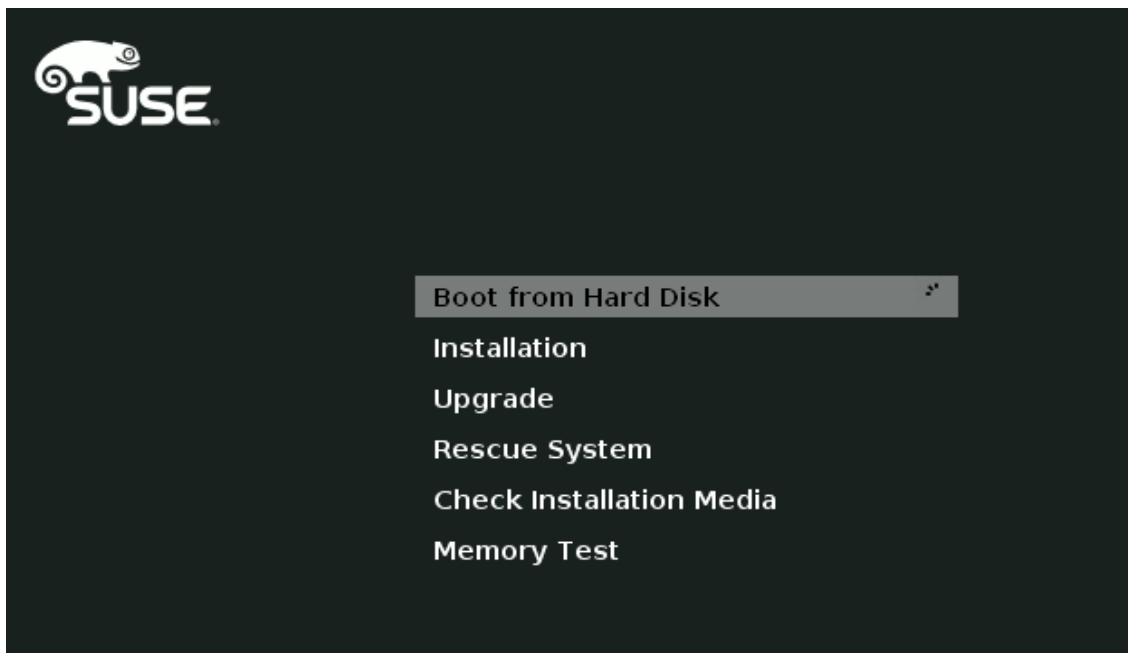 SUSE
Boot from Hard Disk
Installation
Upgrade
Rescue System
Check Installation Media
Memory Test